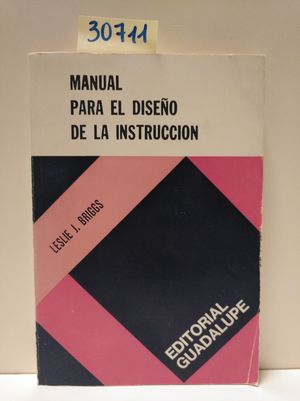 30711
MANUAL
PARA EL DISEÑO
DE LA INSTRUCCION
LESLIE J. BRIGGS
EDITORIAL
GUADALUPE